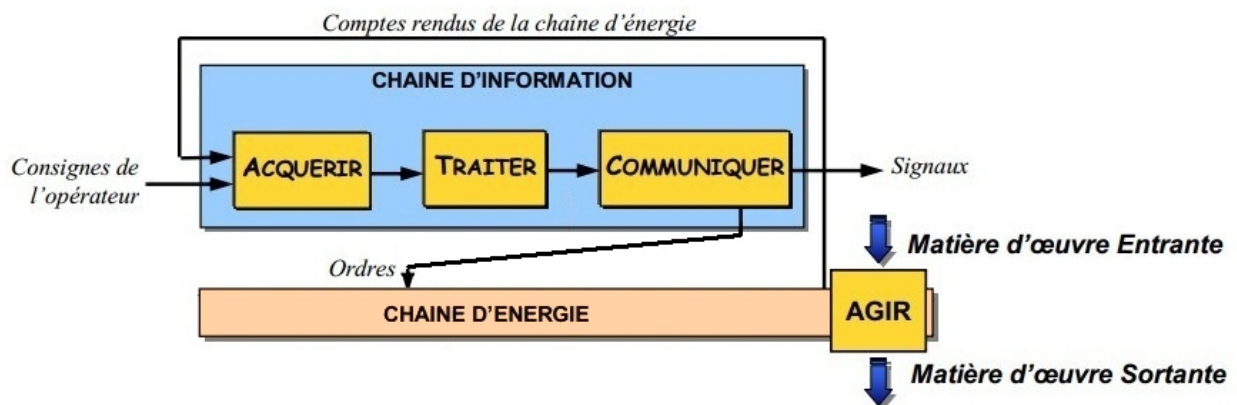 Comptes rendus de la chaîne d'énergie
CHAINE D'INFORMATION
Consignes de
l'opérateur
ACQUERIR
TRAITER
COMMUNIQUER
Signaux
Matière d'œuvre Entrante
Ordres
CHAINE D'ENERGIE
AGIR
Matière d'œuvre Sortante